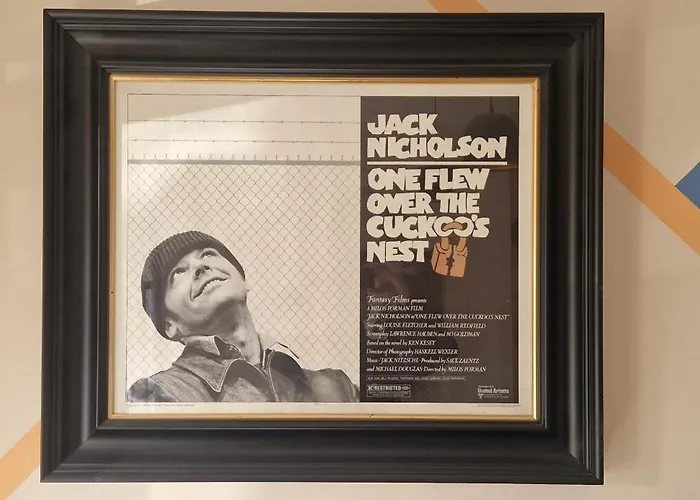 JACK
NICHOLSON
ONE FLEW
OVER THE
CUCKOO'S
NEST
Fantasy Films presents
A MILOS FORMAN FILM
JACK NICHOLSON in "ONE FLEW OVER THE CUCKOO'S NEST"
Starring LOUISE FLETCHER and WILLIAM REDFIELD
Screenplay LAWRENCE HAUBEN and BO GOLDMAN
Based on the novel by KEN KESEY
Director of Photography HASKELL WEXLER
Music · JACK NITZSCHE Produced by SAUL ZAENTZ
and MICHAEL DOUGLAS Directed by MILOS FORMAN
R RESTRICTED
United Artists